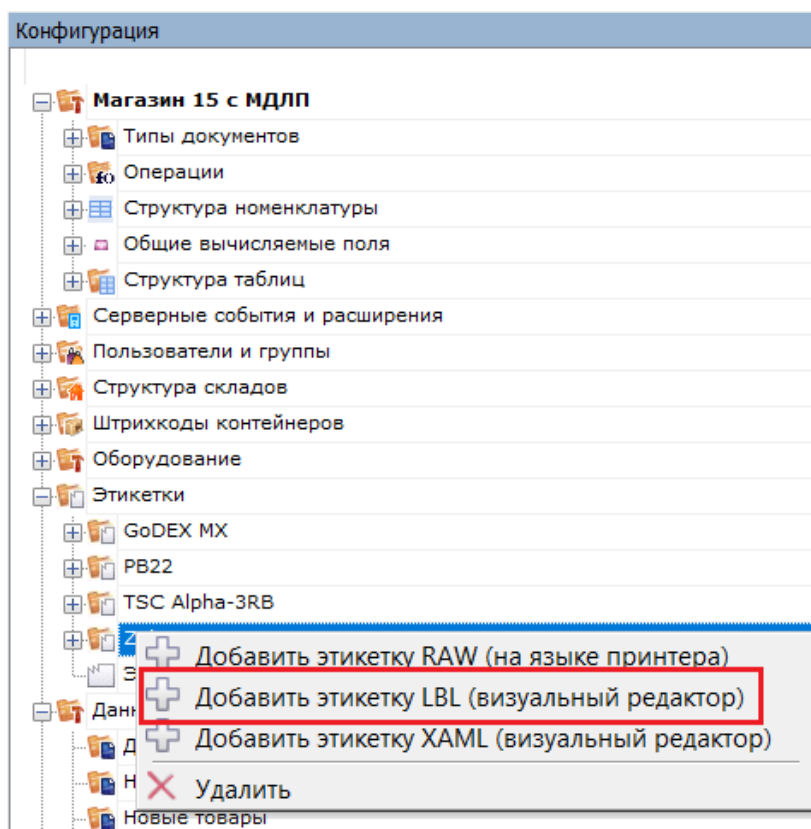 Конфигурация
Магазин 15 с МДЛП
Типы документов
Операции
Структура номенклатуры
Общие вычисляемые поля
Структура таблиц
Серверные события и расширения
Пользователи и группы
Структура складов
Штрихкоды контейнеров
Оборудование
Этикетки
GoDEX MX
PB22
TSC Alpha-3RB
Добавить этикетку RAW (на языке принтера)
Добавить этикетку LBL (визуальный редактор)
Добавить этикетку XAML (визуальный редактор)
Удалить
Новые товары